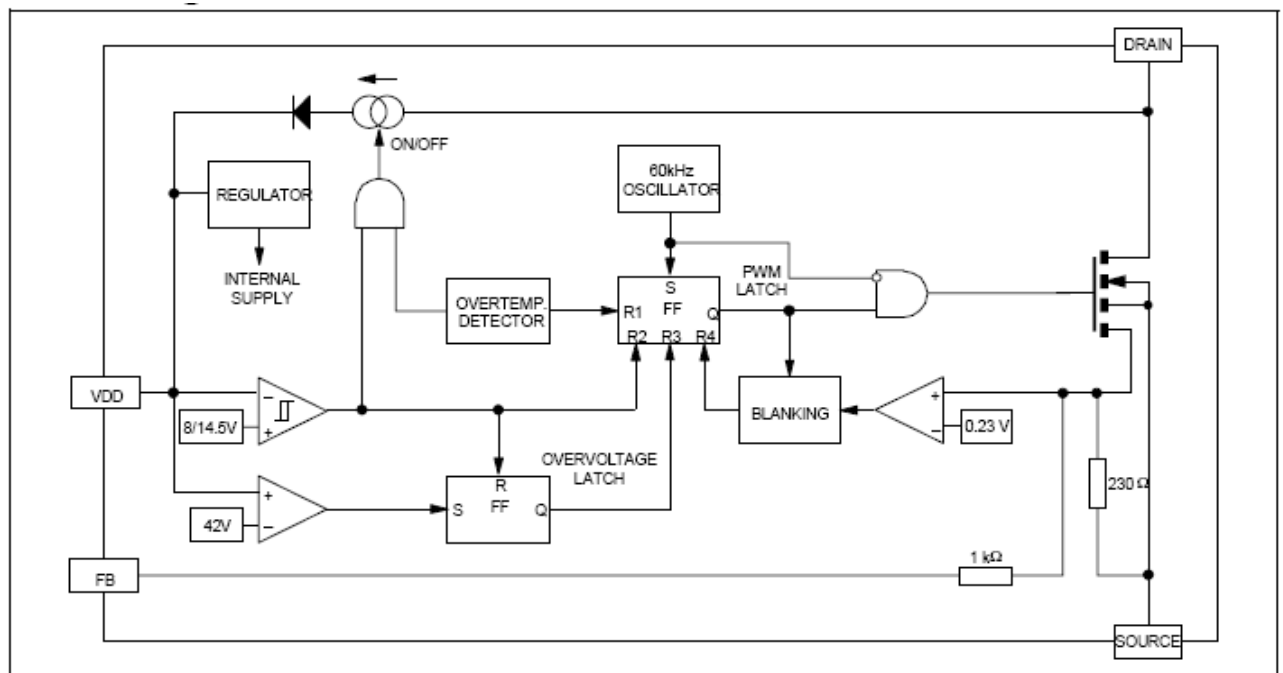 DRAIN
ON/OFF
REGULATOR
INTERNAL
SUPPLY
60kHz
OSCILLATOR
PWM
LATCH
OVERTEMP.
DETECTOR
S
R1 FF Q
R2 R3 R4
VDD
−
+
8/14.5V
BLANKING
+
−
0.23 V
OVERVOLTAGE
LATCH
R
S FF Q
+
−
42V
230 Ω
1 kΩ
FB
SOURCE